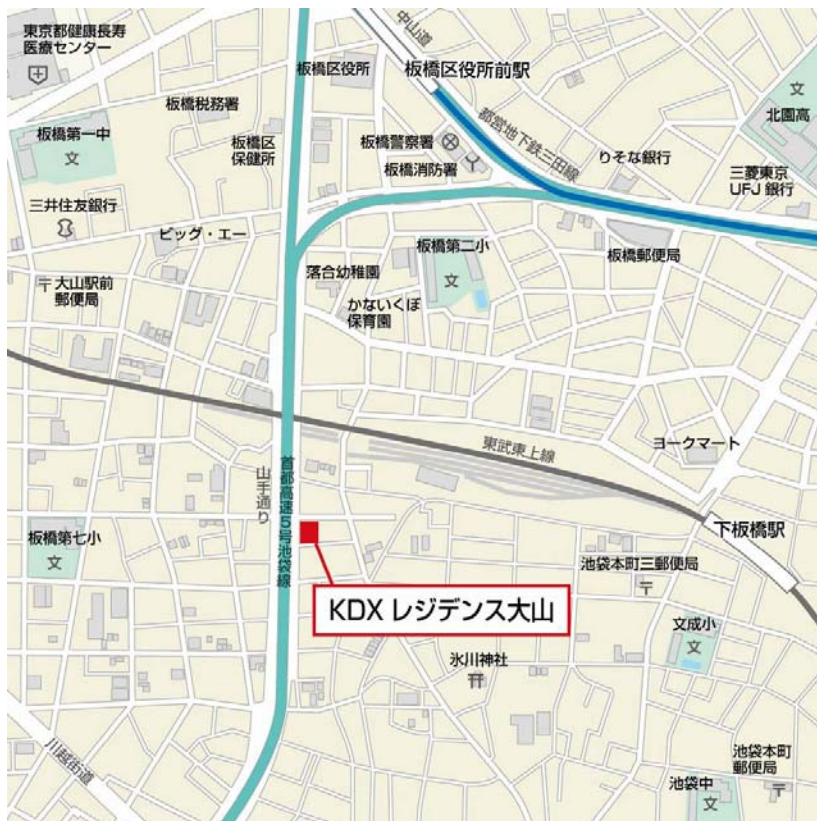 東京都健康長寿
医療センター
中山道
板橋区役所
板橋区役所前駅
文
北園高
板橋税務署
板橋第一中
文
板橋区
保健所
板橋警察署
板橋消防署
都営地下鉄三田線
りそな銀行
三菱東京
UFJ銀行
三井住友銀行
ビッグ・エー
板橋第二小
文
板橋郵便局
大山駅前
郵便局
落合幼稚園
かないくぼ
保育園
東武東上線
ヨークマート
山手通り
首都高速5号池袋線
板橋第七小
文
下板橋駅
池袋本町三郵便局
KDX レジデンス大山
文成小
文
氷川神社
川越街道
池袋本町
郵便局
池袋中
文